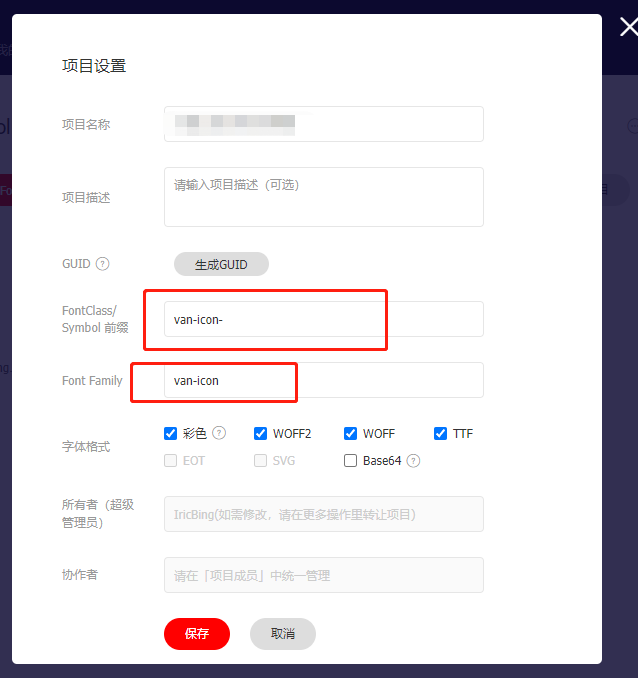 项目设置
项目名称
项目描述
请输入项目描述（可选）
GUID ?
生成GUID
FontClass/
Symbol 前缀
van-icon-
Font Family
van-icon
字体格式
彩色 ?
WOFF2
WOFF
TTF
EOT
SVG
Base64 ?
所有者（超级
管理员）
IricBing(如需修改，请在更多操作里转让项目)
协作者
请在「项目成员」中统一管理
保存
取消